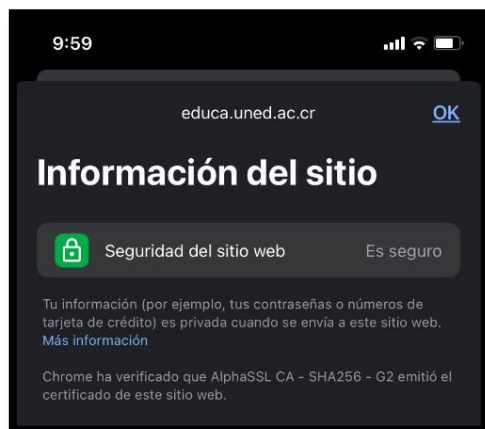 9:59
educa.uned.ac.cr
OK
Información del sitio
Seguridad del sitio web
Es seguro
Tu información (por ejemplo, tus contraseñas o números de
tarjeta de crédito) es privada cuando se envía a este sitio web.
Más información
Chrome ha verificado que AlphaSSL CA - SHA256 - G2 emitió el
certificado de este sitio web.